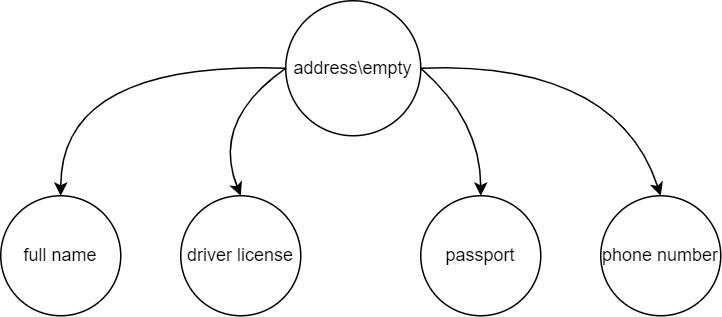 address\empty
full name
driver license
passport
phone number